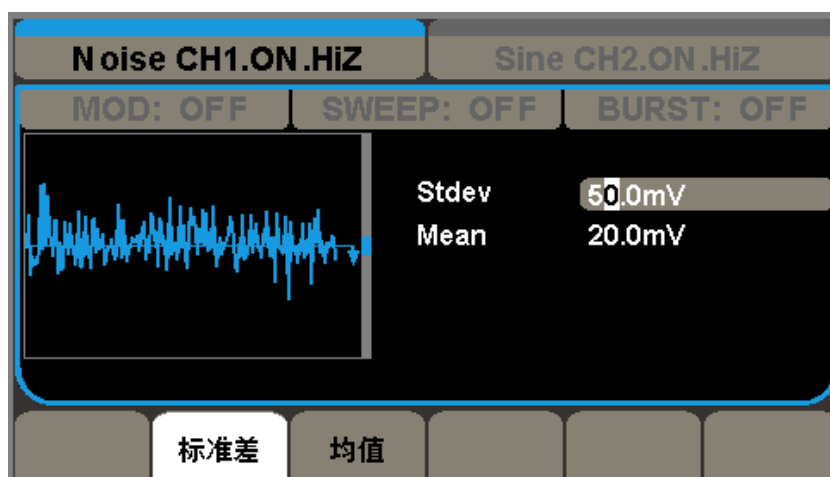 Noise CH1.ON.HiZ Sine CH2.ON.HiZ
MOD: OFF SWEEP: OFF BURST: OFF
Stdev 50.0mV
Mean 20.0mV
标准差 均值